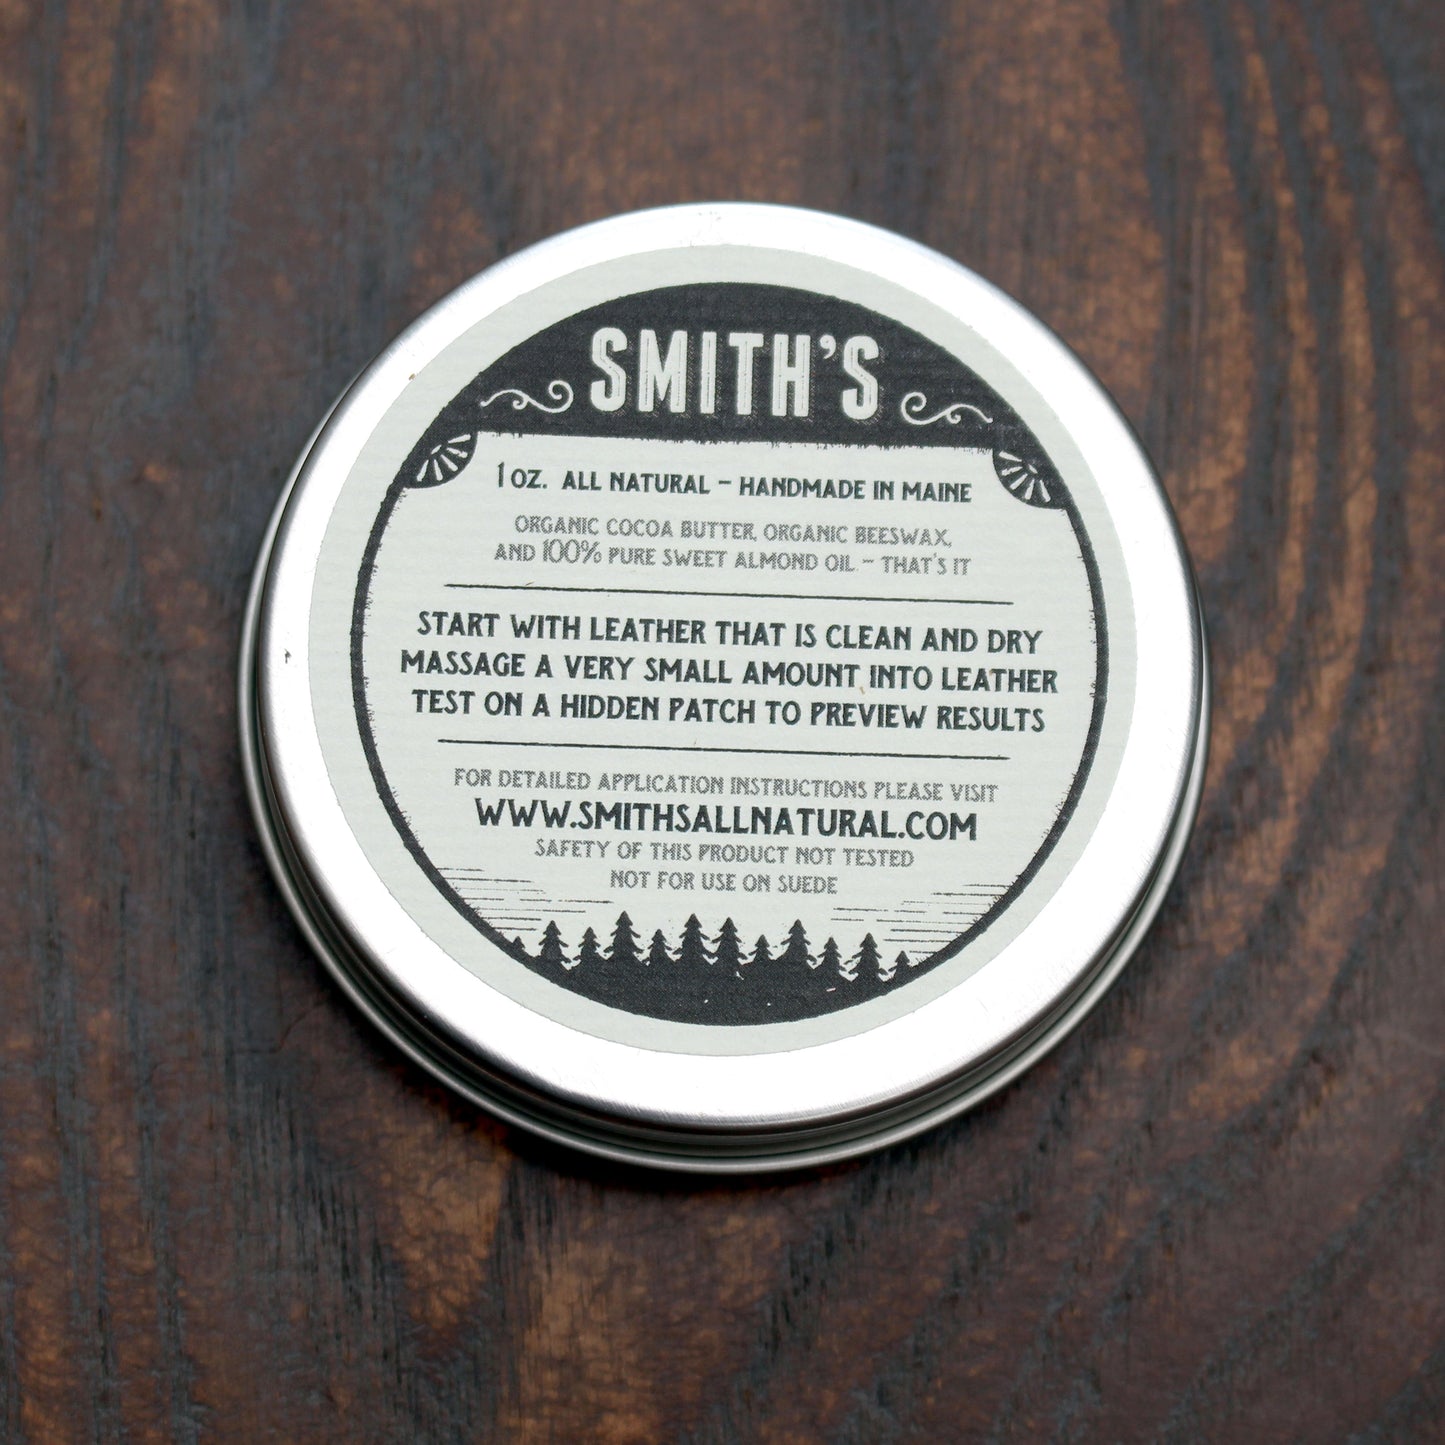 SMITH'S
1 OZ. ALL NATURAL - HANDMADE IN MAINE
ORGANIC COCOA BUTTER, ORGANIC BEESWAX,
AND 100% PURE SWEET ALMOND OIL - THAT'S IT
START WITH LEATHER THAT IS CLEAN AND DRY
MASSAGE A VERY SMALL AMOUNT INTO LEATHER
TEST ON A HIDDEN PATCH TO PREVIEW RESULTS
FOR DETAILED APPLICATION INSTRUCTIONS PLEASE VISIT
WWW.SMITHSALLNATURAL.COM
SAFETY OF THIS PRODUCT NOT TESTED
NOT FOR USE ON SUEDE